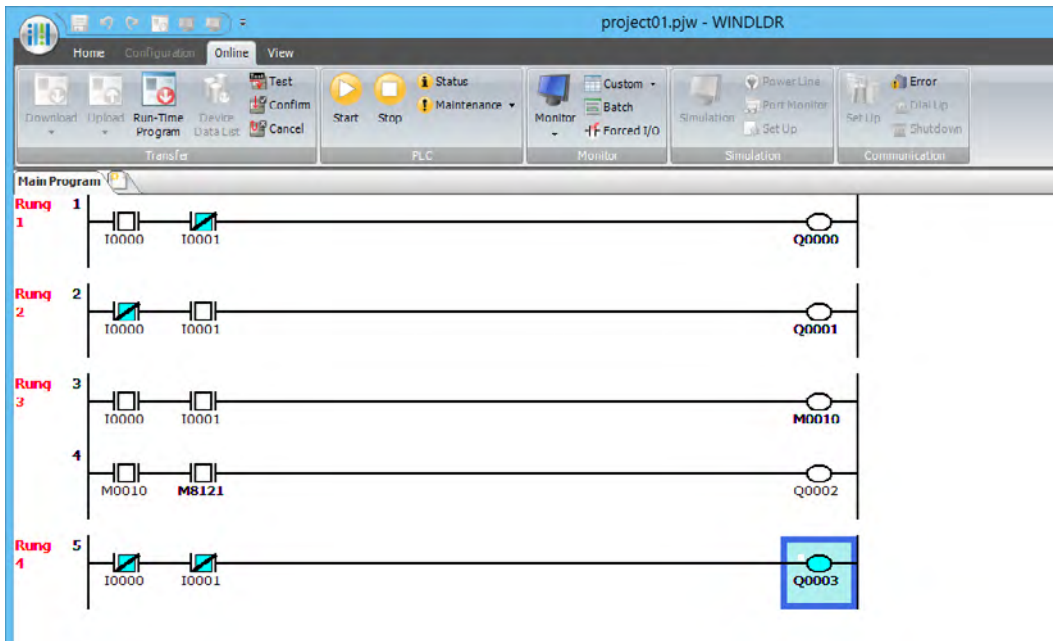 project01.pjw - WINDLDR
Home Configuration Online View
Download Upload Run-Time Program Device Data List Test Confirm Cancel
Start Stop Status Maintenance
Monitor Custom Batch Forced I/O
Simulation Power Line Port Monitor Set Up
Set Up Error Dial Up Shutdown
Transfer PLC Monitor Simulation Communication
Main Program
Rung 1 1
I0000 I0001 Q0000
Rung 2 2
I0000 I0001 Q0001
Rung 3 3
I0000 I0001 M0010
4
M0010 M8121 Q0002
Rung 4 5
I0000 I0001 Q0003